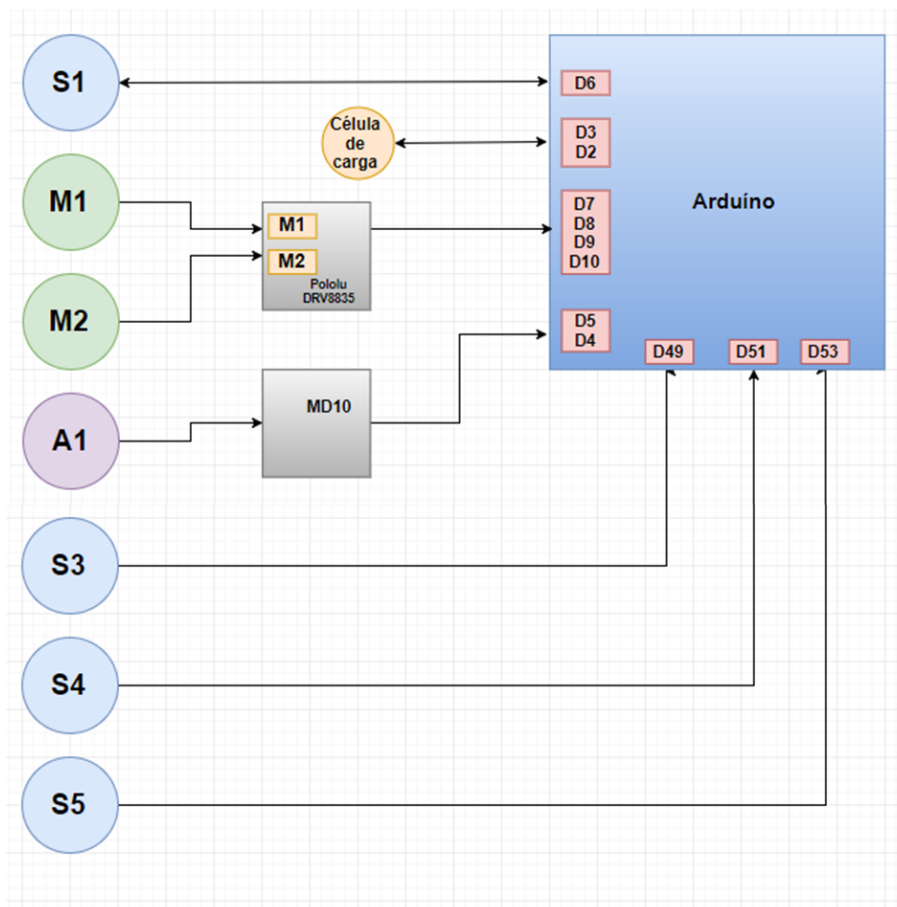 S1
D6
Célula
de
carga
D3
D2
Arduíno
M1
M1
M2
Pololu
DRV8835
D7
D8
D9
D10
M2
D5
D4
D49
D51
D53
A1
MD10
S3
S4
S5